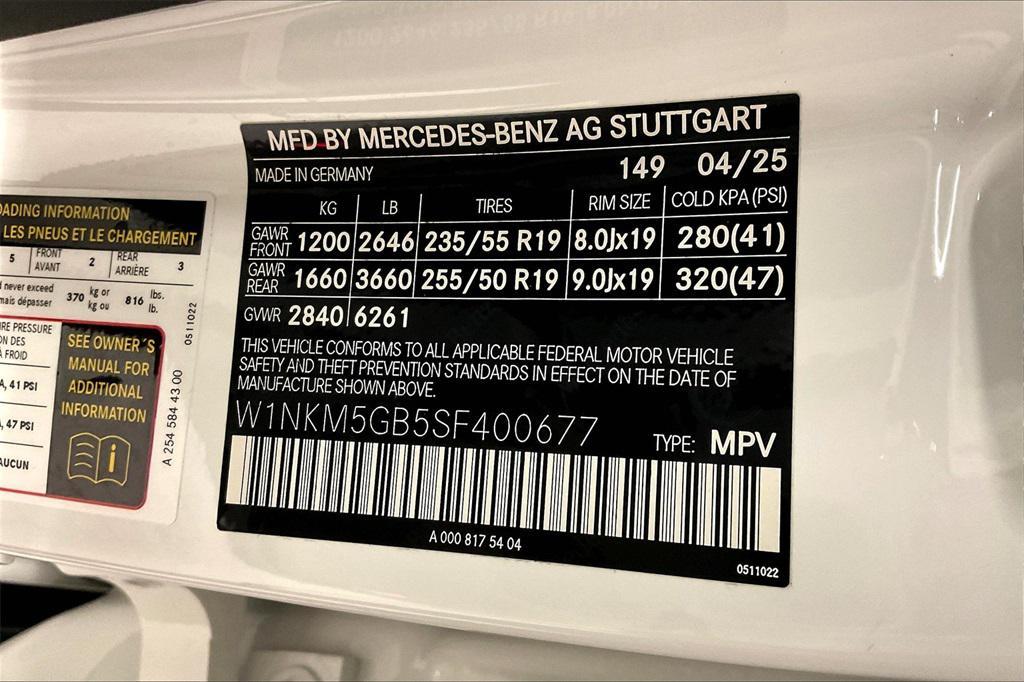 MFD BY MERCEDES-BENZ AG STUTTGART
MADE IN GERMANY 149 04/25
KG LB TIRES RIM SIZE COLD KPA (PSI)
GAWR FRONT 1200 2646 235/55 R19 8.0Jx19 280(41)
GAWR REAR 1660 3660 255/50 R19 9.0Jx19 320(47)
GVWR 2840 6261
THIS VEHICLE CONFORMS TO ALL APPLICABLE FEDERAL MOTOR VEHICLE
SAFETY AND THEFT PREVENTION STANDARDS IN EFFECT ON THE DATE OF
MANUFACTURE SHOWN ABOVE.
W1NKM5GB5SF400677 TYPE: MPV
A 000 817 54 04
0511022
INFORMATION
LES PNEUS ET LE CHARGEMENT
5 FRONT AVANT 2 REAR ARRIÈRE 3
never exceed
dépasser 370 kg or kg ou 816 lbs. lb.
PRESSURE
DES
FROID
41 PSI
47 PSI
AUCUN
SEE OWNER´S
MANUAL FOR
ADDITIONAL
INFORMATION
i
0511022
A 254 584 43 00